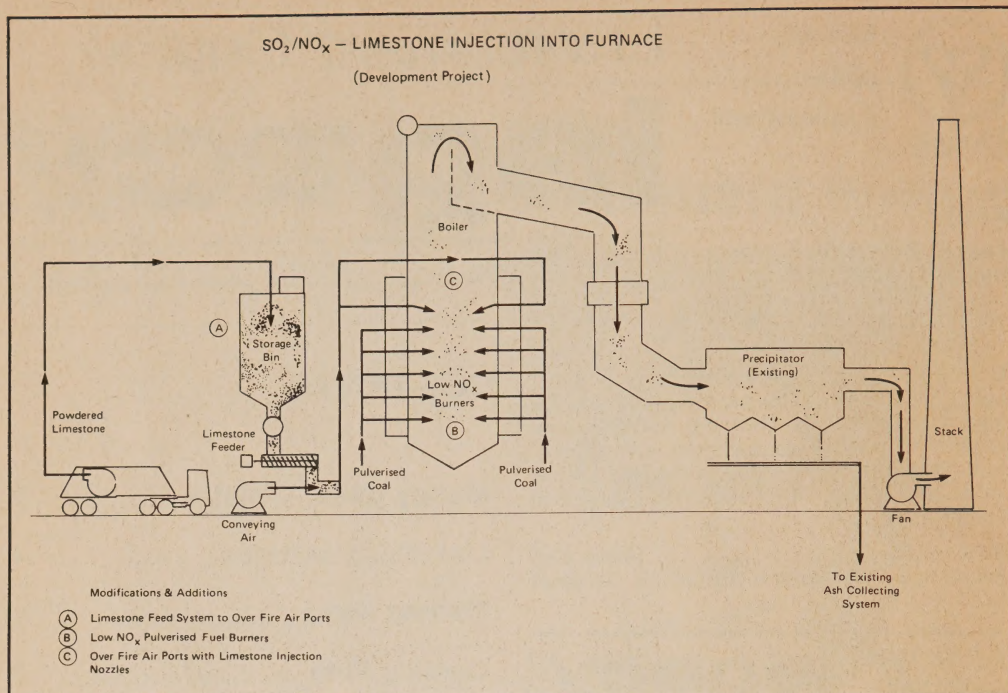 SO₂/NOₓ – LIMESTONE INJECTION INTO FURNACE
(Development Project)
Boiler
C
A
Storage
Bin
Precipitator
(Existing)
Low NOₓ
Burners
B
Powdered
Limestone
Limestone
Feeder
Pulverised
Coal
Pulverised
Coal
Stack
Conveying
Air
Fan
To Existing
Ash Collecting
System
Modifications & Additions
A Limestone Feed System to Over Fire Air Ports
B Low NOₓ Pulverised Fuel Burners
C Over Fire Air Ports with Limestone Injection
Nozzles